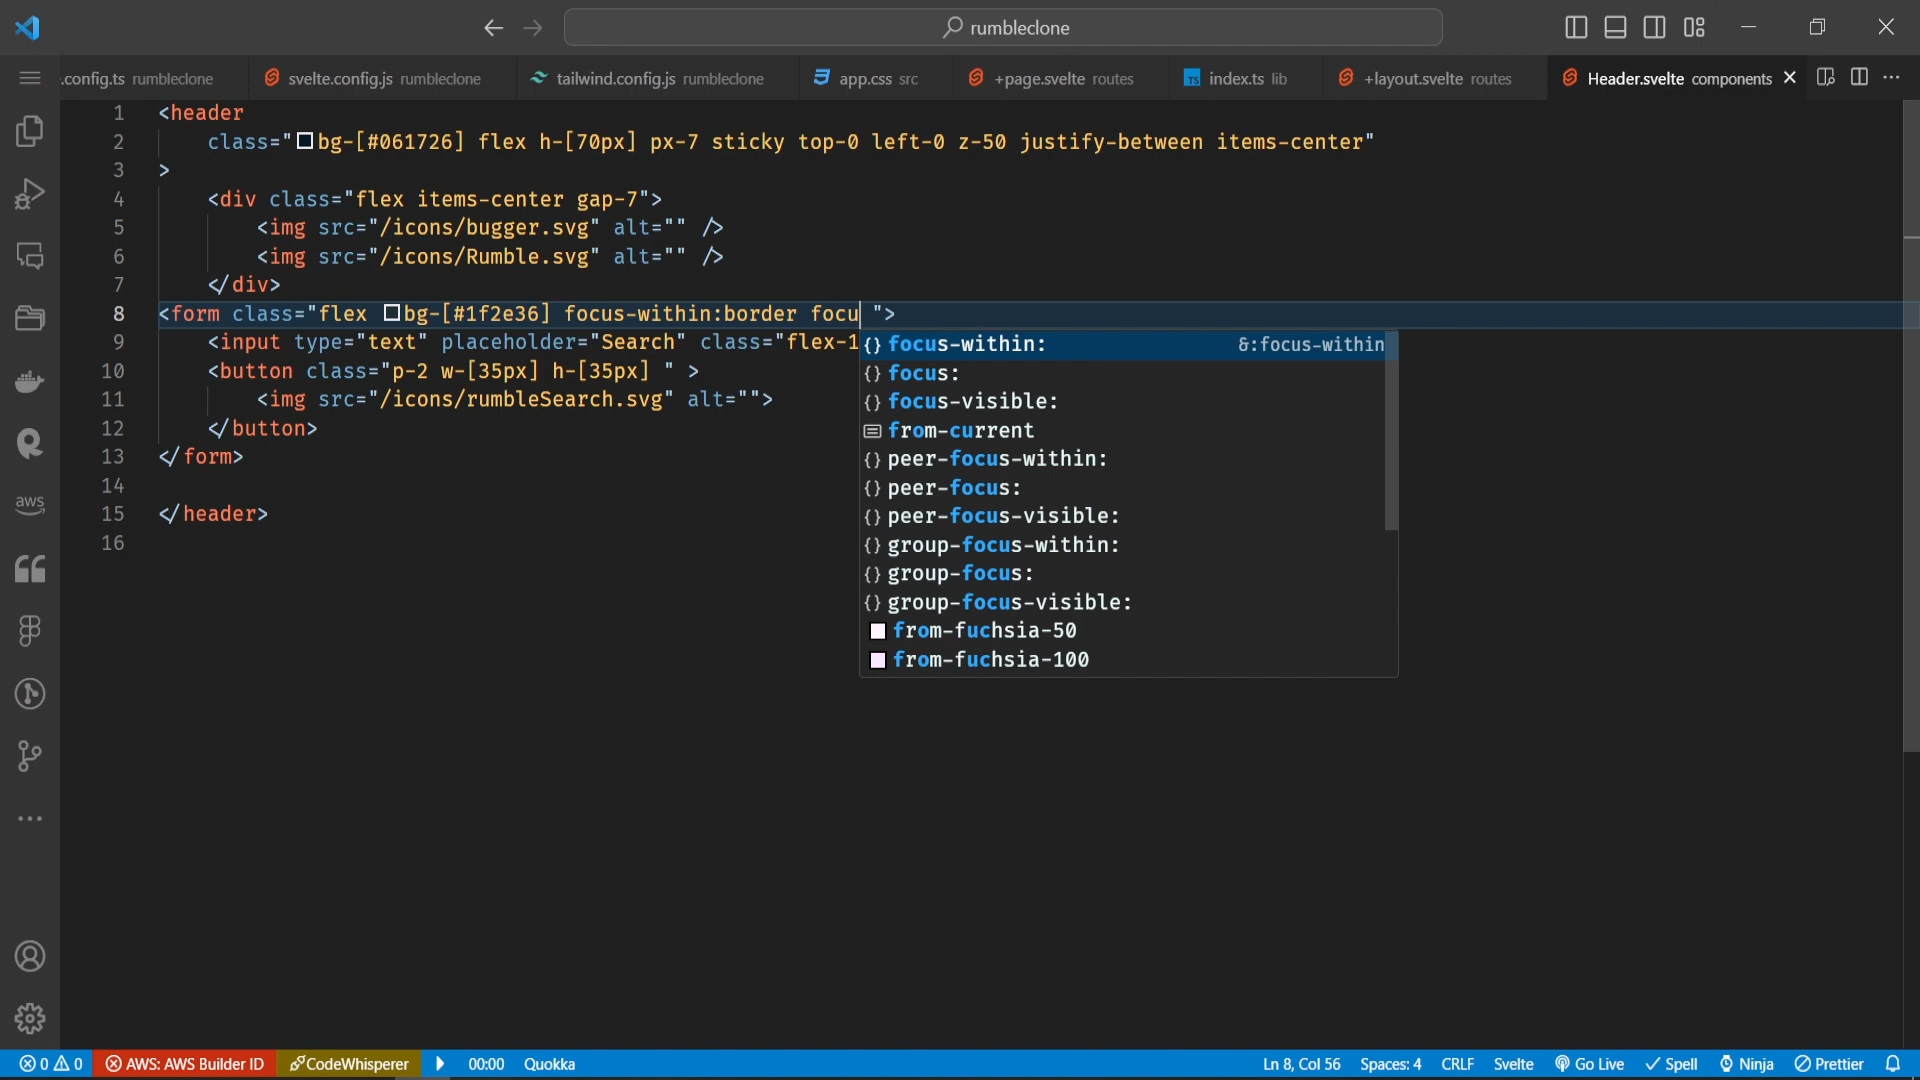 rumbleclone
.config.ts rumbleclone
svelte.config.js rumbleclone
tailwind.config.js rumbleclone
app.css src
+page.svelte routes
TS index.ts lib
+layout.svelte routes
Header.svelte components
1 <header
2 class="bg-[#061726] flex h-[70px] px-7 sticky top-0 left-0 z-50 justify-between items-center"
3 >
4 <div class="flex items-center gap-7">
5 <img src="/icons/bugger.svg" alt="" />
6 <img src="/icons/Rumble.svg" alt="" />
7 </div>
8 <form class="flex bg-[#1f2e36] focus-within:border focu ">
9 <input type="text" placeholder="Search" class="flex-1
10 <button class="p-2 w-[35px] h-[35px] " >
11 <img src="/icons/rumbleSearch.svg" alt="">
12 </button>
13 </form>
14
15 </header>
16
{} focus-within: &:focus-within
{} focus:
{} focus-visible:
from-current
{} peer-focus-within:
{} peer-focus:
{} peer-focus-visible:
{} group-focus-within:
{} group-focus:
{} group-focus-visible:
from-fuchsia-50
from-fuchsia-100
aws
0 0
AWS: AWS Builder ID
CodeWhisperer
00:00
Quokka
Ln 8, Col 56
Spaces: 4
CRLF
Svelte
Go Live
Spell
Ninja
Prettier